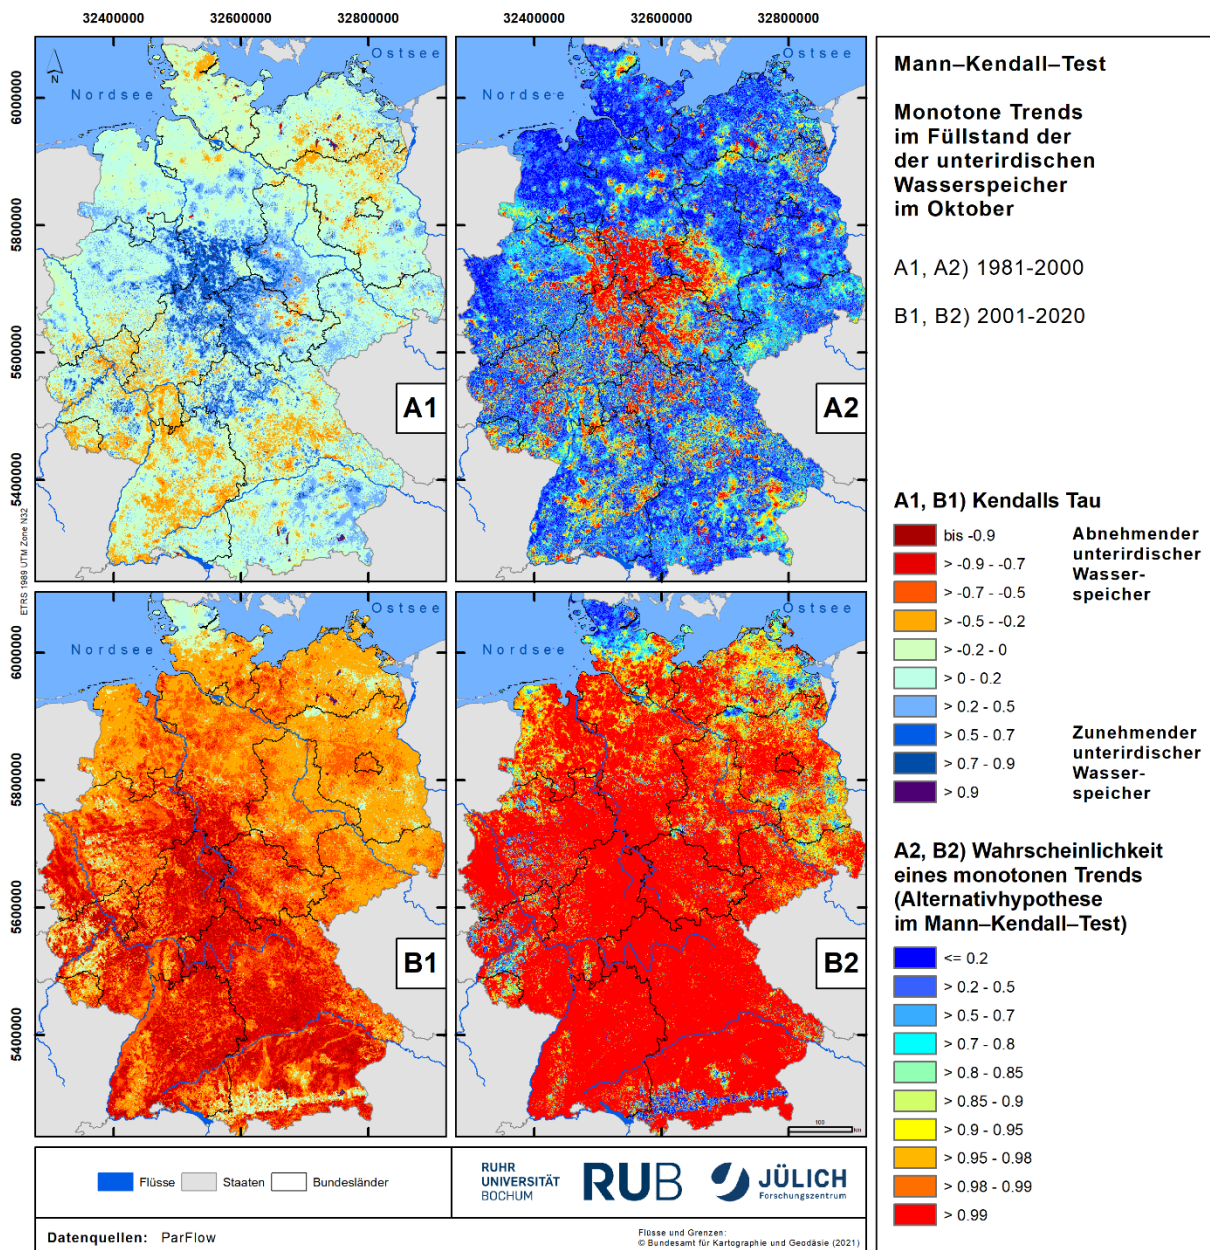 32400000 32600000 32800000
32400000 32600000 32800000
Ostsee
Nordsee
N
A1
Ostsee
Nordsee
A2
6000000
5800000
5600000
5400000
ETRS 1989 UTM Zone N32
Ostsee
Nordsee
B1
Ostsee
Nordsee
B2
100
km
6000000
5800000
5600000
5400000
32400000 32600000 32800000
32400000 32600000 32800000
Mann–Kendall–Test
Monotone Trends
im Füllstand der
der unterirdischen
Wasserspeicher
im Oktober
A1, A2) 1981-2000
B1, B2) 2001-2020
A1, B1) Kendalls Tau
bis -0.9
> -0.9 - -0.7
> -0.7 - -0.5
> -0.5 - -0.2
> -0.2 - 0
> 0 - 0.2
> 0.2 - 0.5
> 0.5 - 0.7
> 0.7 - 0.9
> 0.9
Abnehmender
unterirdischer
Wasser-
speicher
Zunehmender
unterirdischer
Wasser-
speicher
A2, B2) Wahrscheinlichkeit
eines monotonen Trends
(Alternativhypothese
im Mann–Kendall–Test)
<= 0.2
> 0.2 - 0.5
> 0.5 - 0.7
> 0.7 - 0.8
> 0.8 - 0.85
> 0.85 - 0.9
> 0.9 - 0.95
> 0.95 - 0.98
> 0.98 - 0.99
> 0.99
Flüsse Staaten Bundesländer
RUHR
UNIVERSITÄT
BOCHUM
RUB
JÜLICH
Forschungszentrum
Datenquellen: ParFlow
Flüsse und Grenzen:
© Bundesamt für Kartographie und Geodäsie (2021)